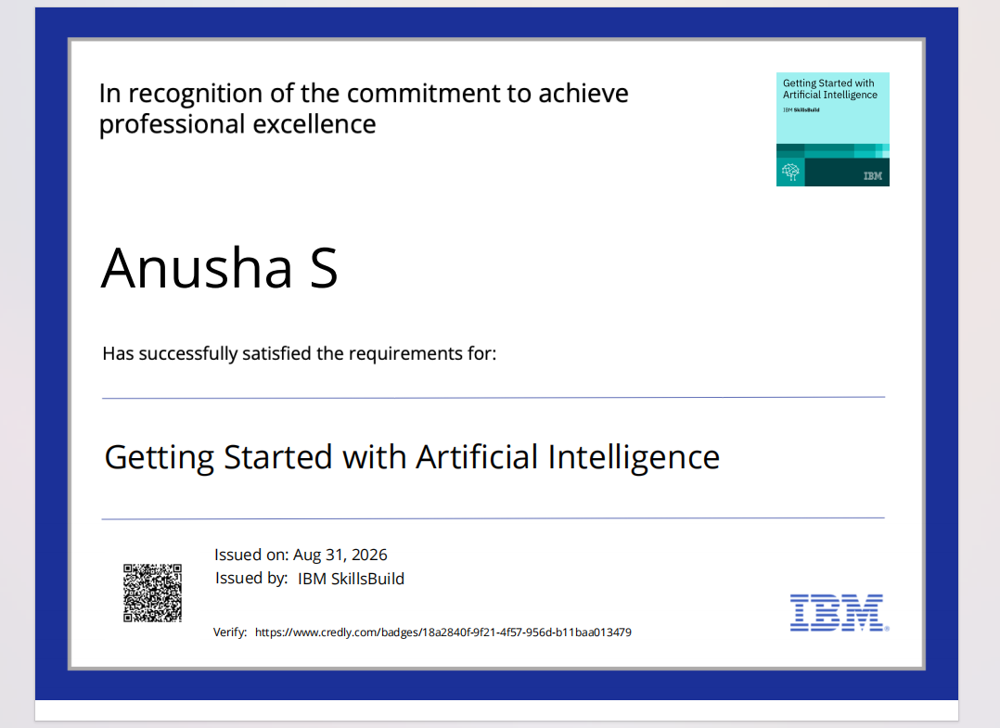 In recognition of the commitment to achieve
professional excellence
Getting Started with
Artificial Intelligence
IBM SkillsBuild
IBM
Anusha S
Has successfully satisfied the requirements for:
Getting Started with Artificial Intelligence
Issued on: Aug 31, 2026
Issued by: IBM SkillsBuild
Verify: https://www.credly.com/badges/18a2840f-9f21-4f57-956d-b11baa013479
IBM®